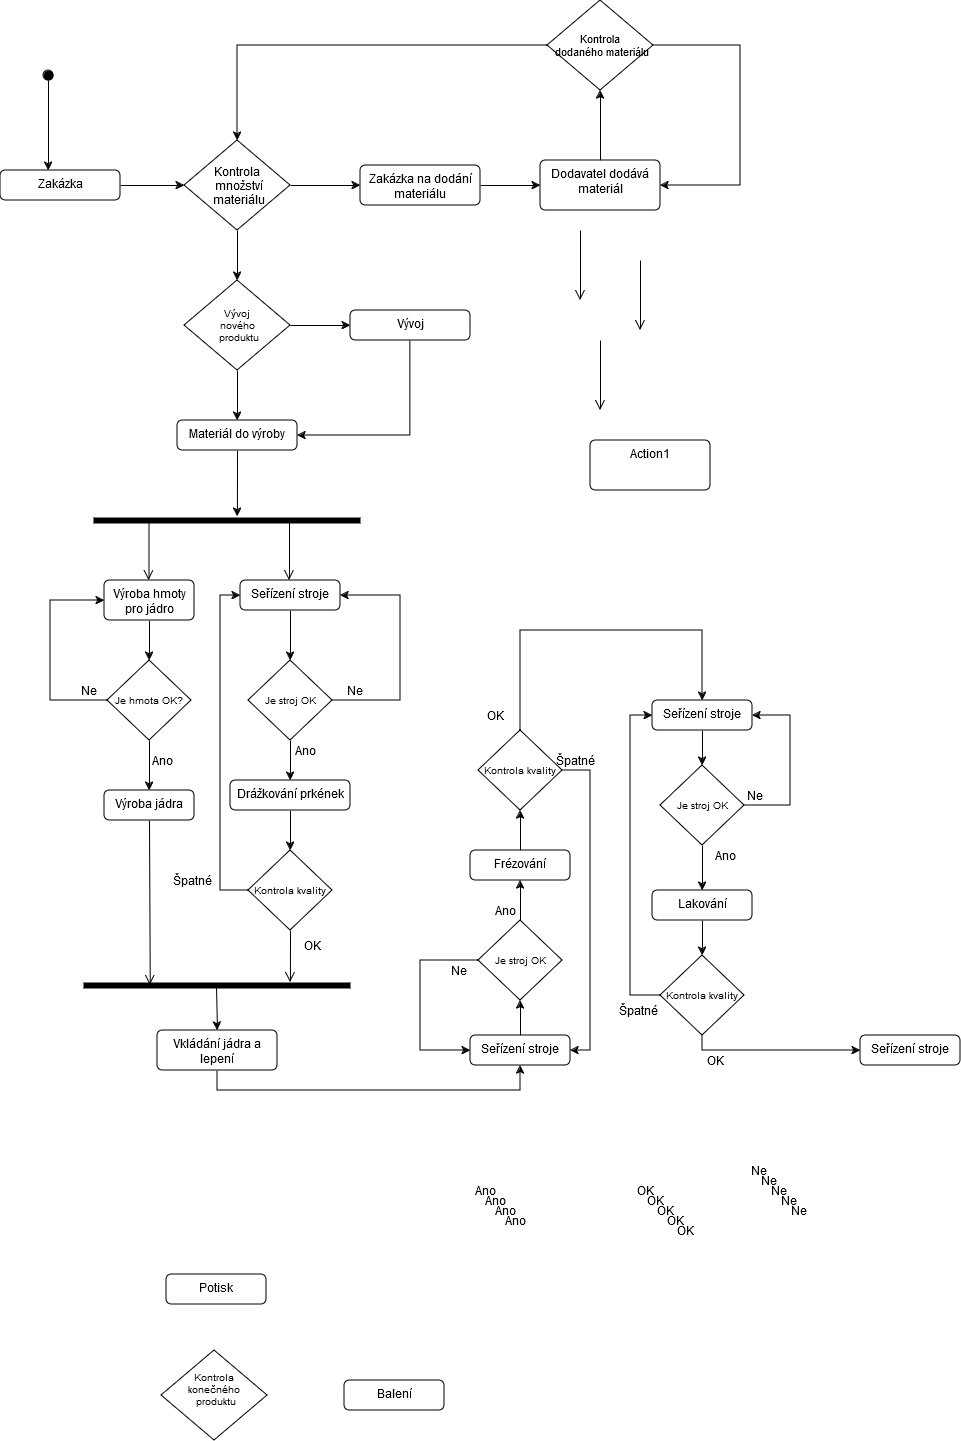 Kontrola
dodaného materiálu
Zakázka
Kontrola
množství
materiálu
Zakázka na dodání
materiálu
Dodavatel dodává
materiál
Vývoj
nového
produktu
Vývoj
Materiál do výroby
Action1
Výroba hmoty
pro jádro
Seřízení stroje
Je hmota OK?
Ne
Je stroj OK
Ne
Ano
Ano
Výroba jádra
Drážkování prkének
Kontrola kvality
Špatné
OK
Vkládání jádra a
lepení
OK
Kontrola kvality
Špatné
Frézování
Ano
Je stroj OK
Ne
Seřízení stroje
Seřízení stroje
Je stroj OK
Ne
Ano
Lakování
Kontrola kvality
Špatné
OK
Seřízení stroje
Ano
Ano
Ano
Ano
OK
OK
OK
OK
OK
Ne
Ne
Ne
Ne
Ne
Potisk
Kontrola
konečného
produktu
Balení